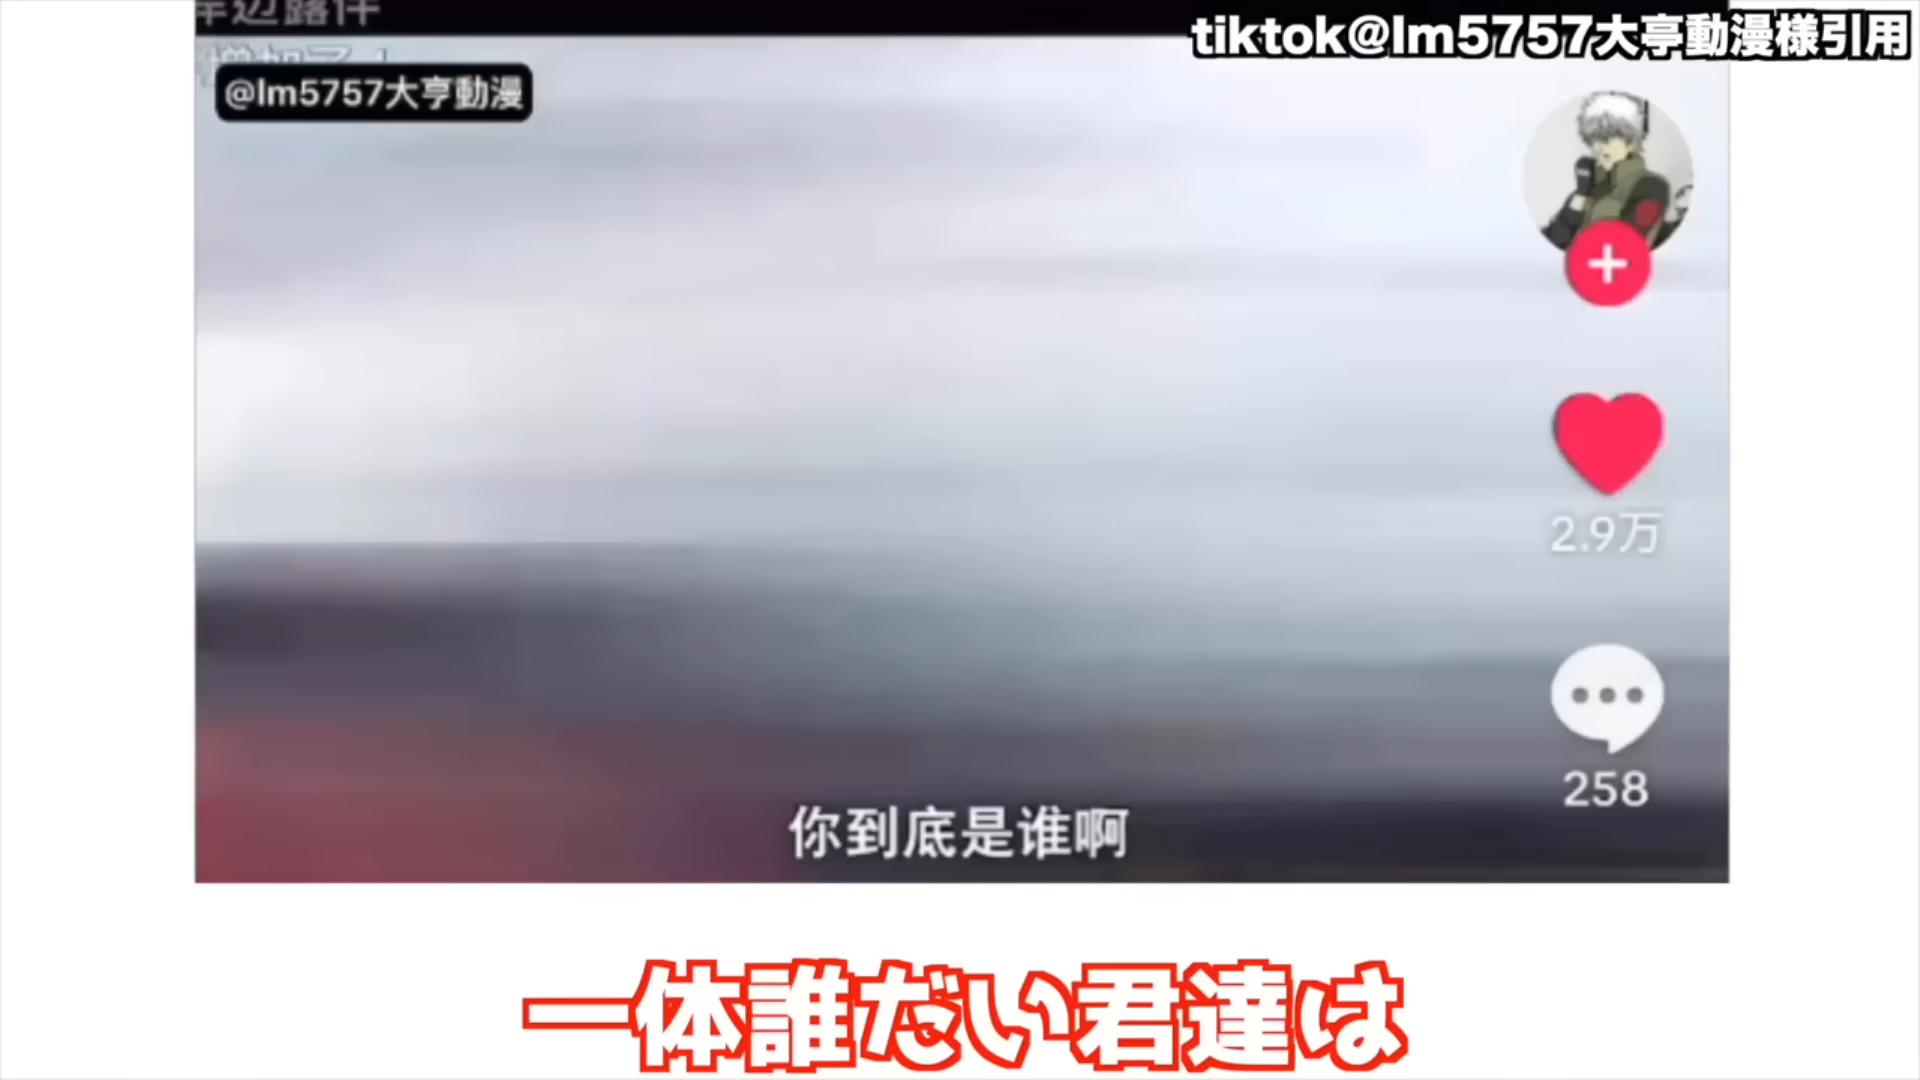 tiktok@lm5757大亭動漫様引用
@lm5757大亨動漫
2.9万
258
你到底是谁啊
一体誰だい君達は